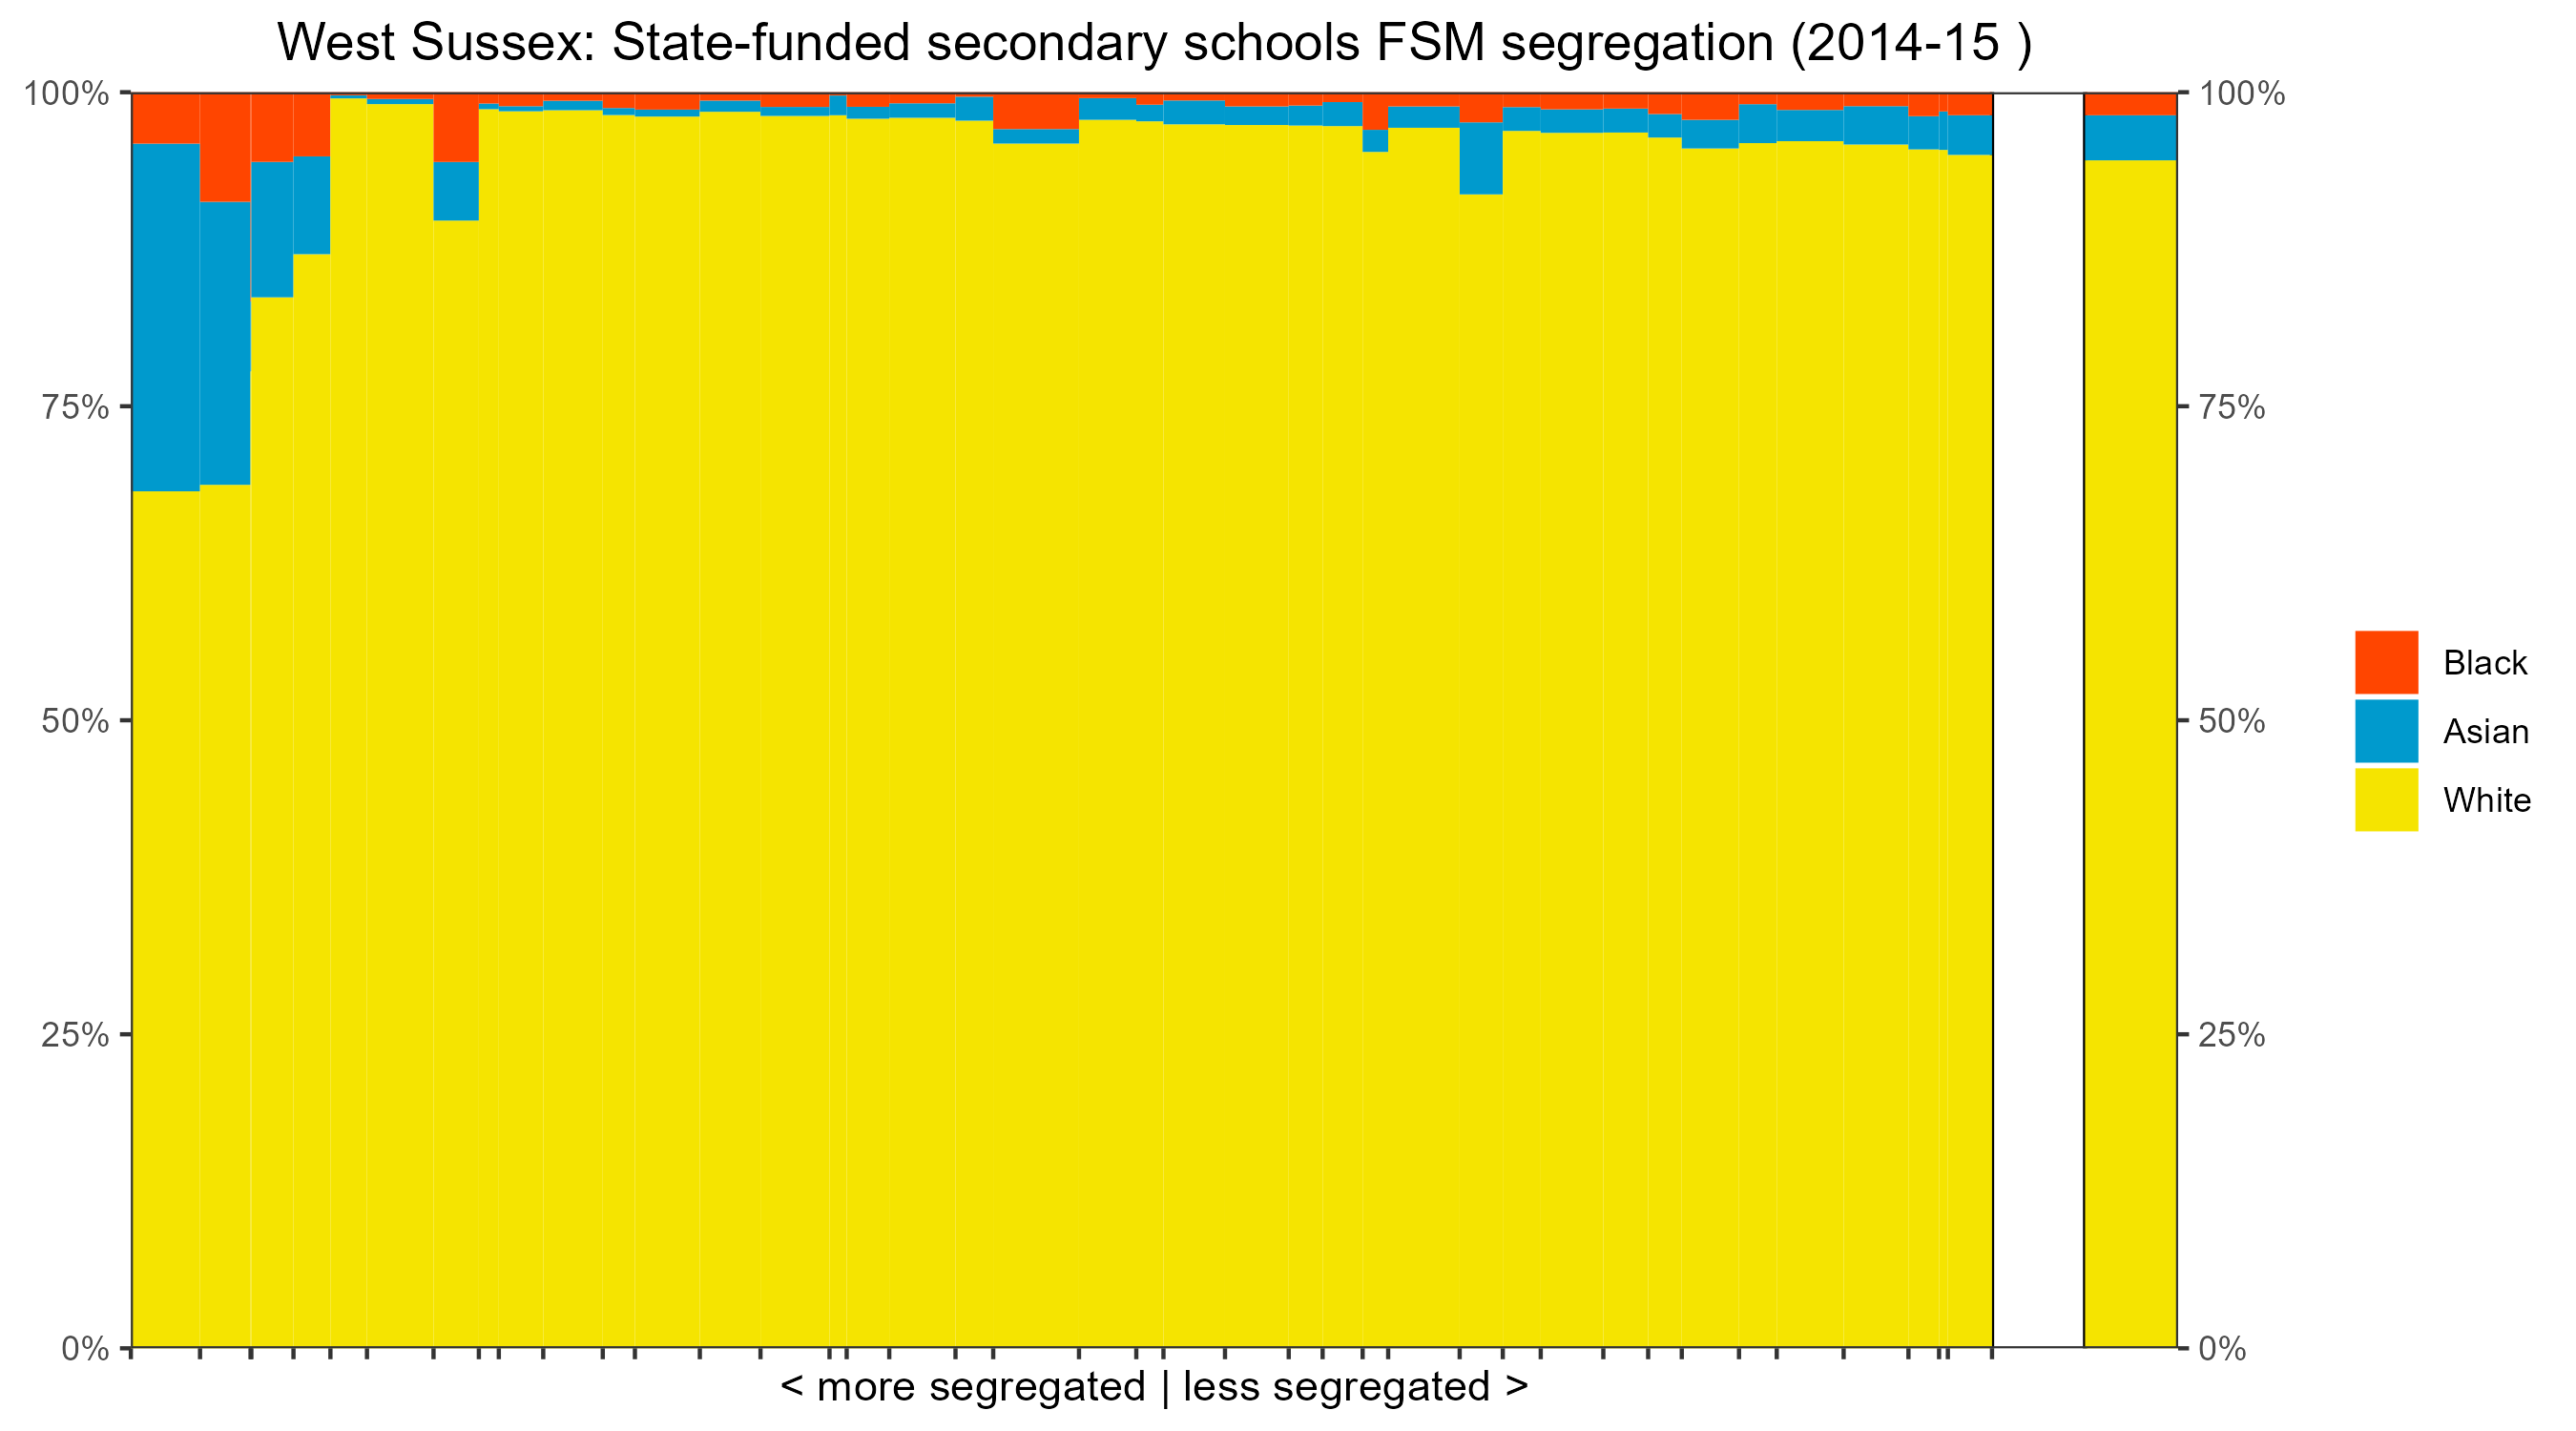 West Sussex: State-funded secondary schools FSM segregation (2014-15 )
100%
75%
50%
25%
0%
100%
75%
50%
25%
0%
Black
Asian
White
< more segregated | less segregated >